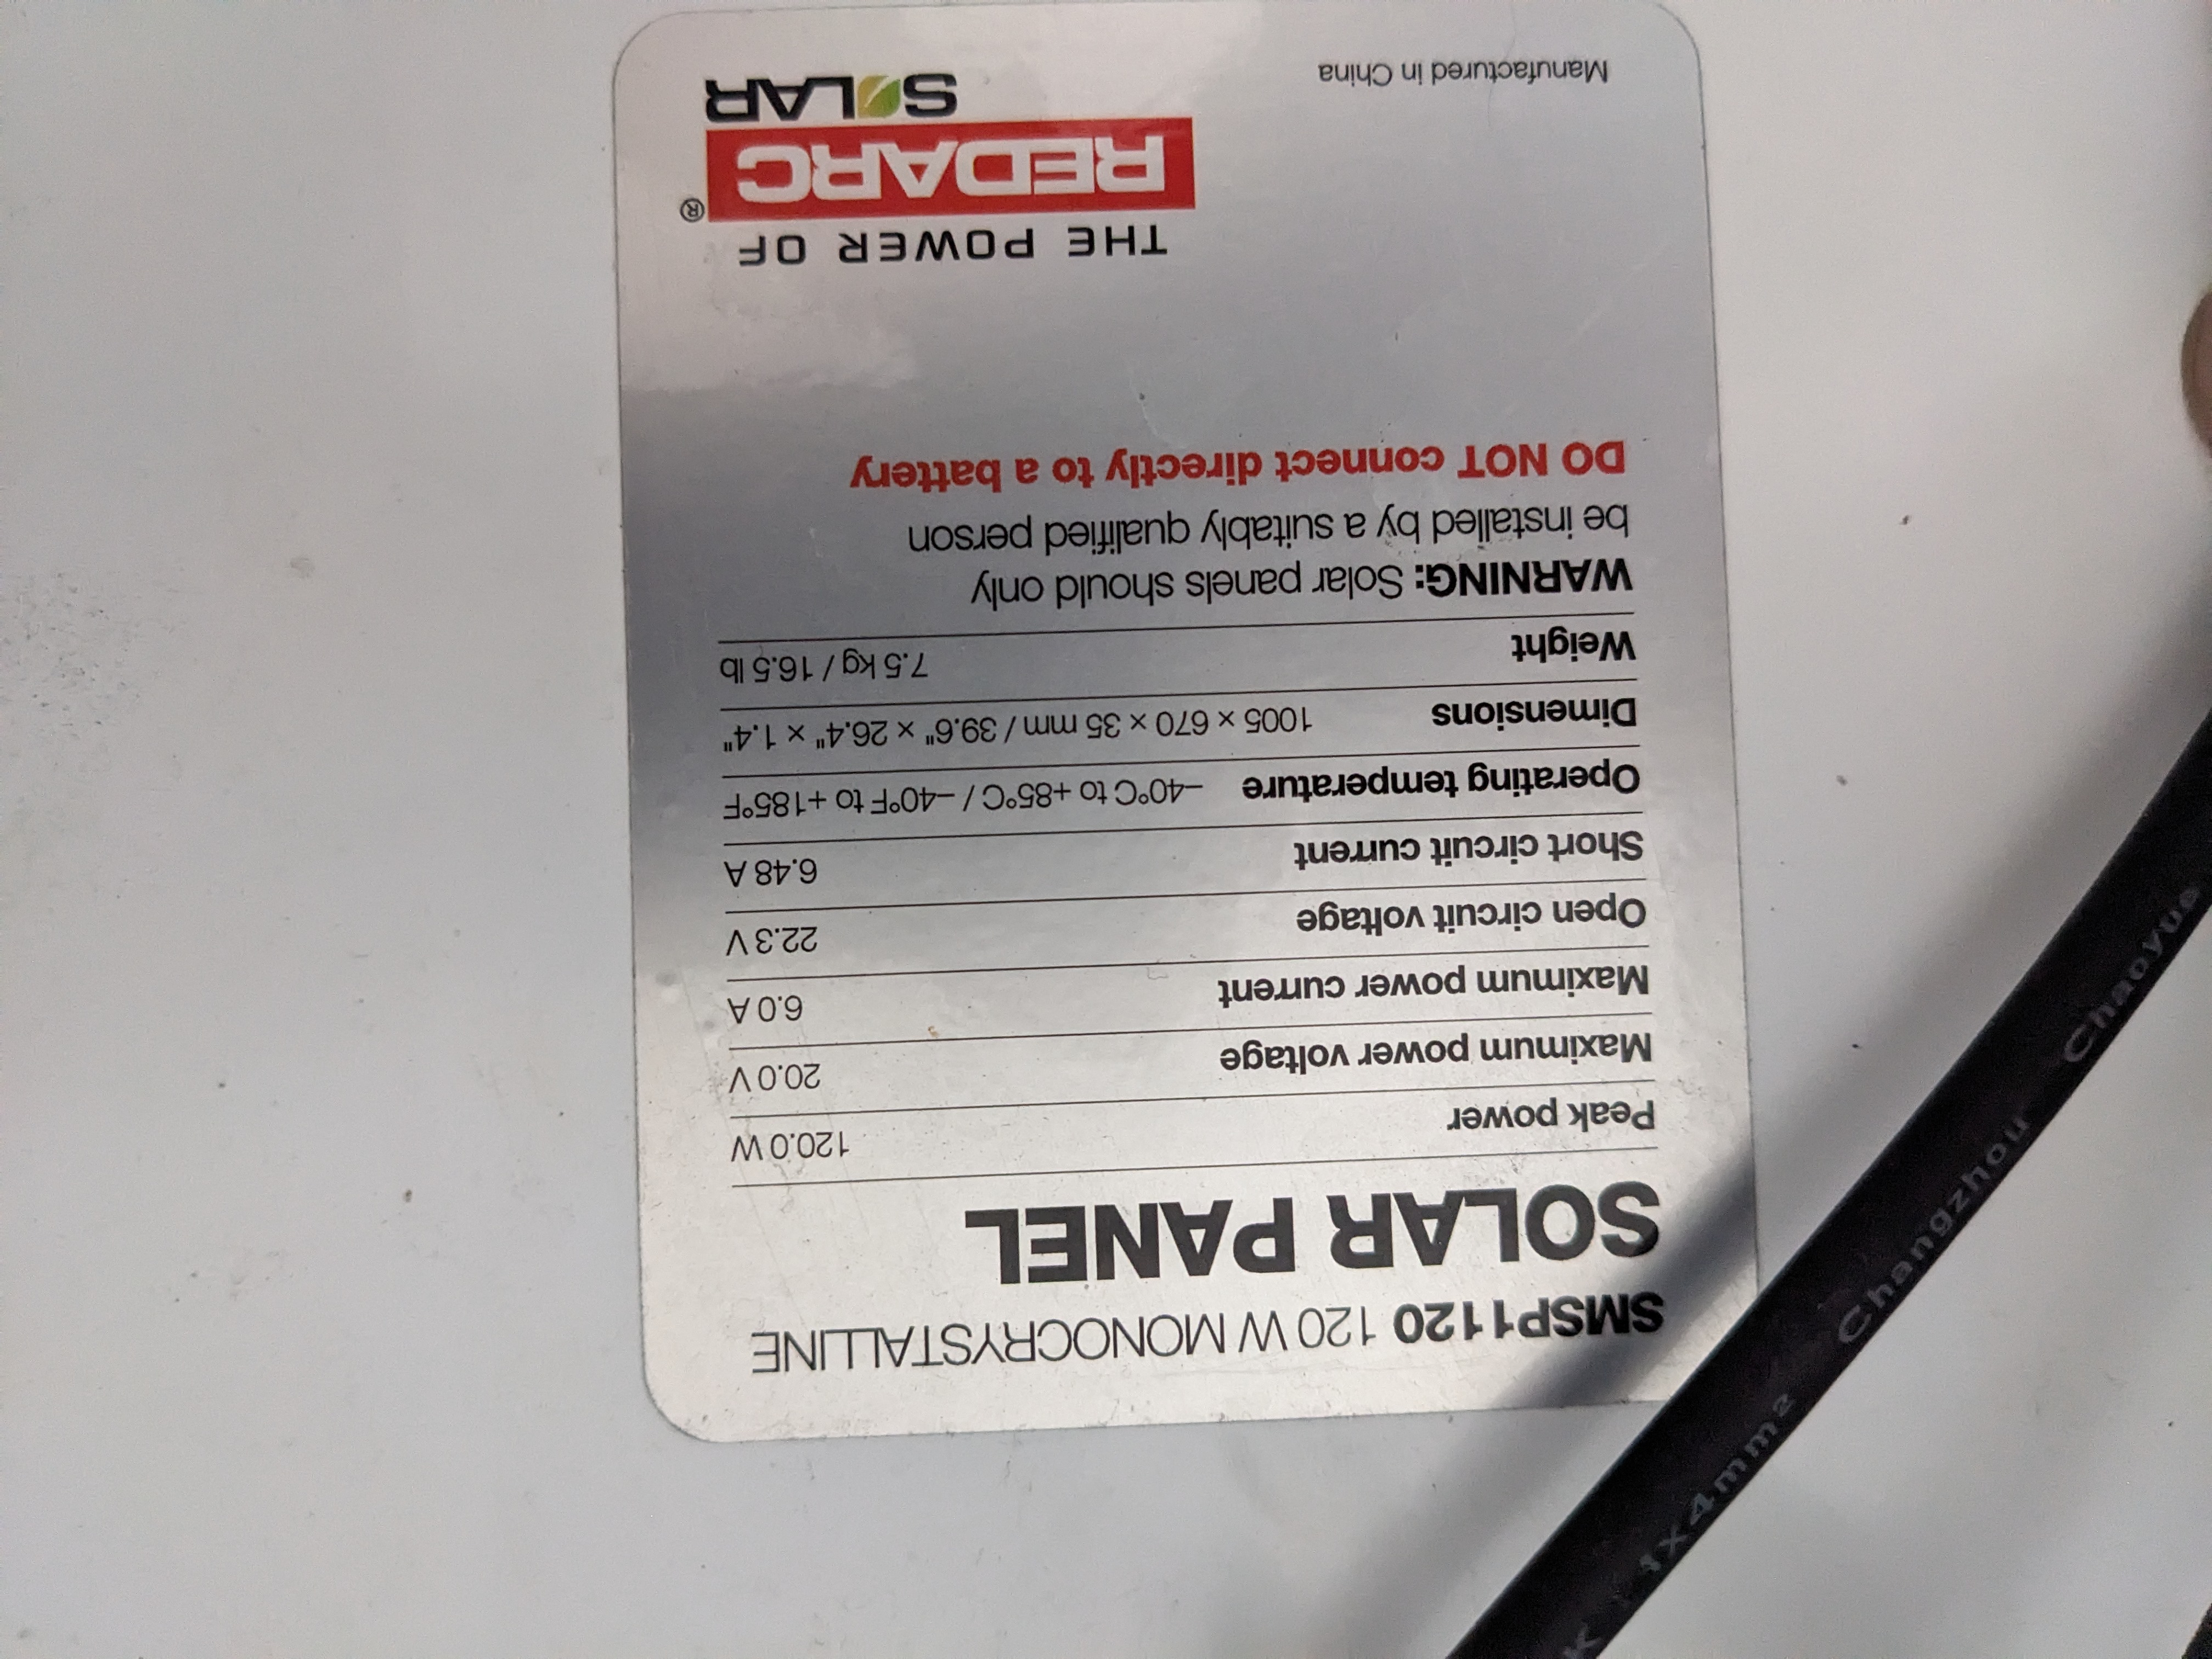 SMSP1120 120 W MONOCRYSTALLINE
SOLAR PANEL
Peak power 120.0 W
Maximum power voltage 20.0 V
Maximum power current 6.0 A
Open circuit voltage 22.3 V
Short circuit current 6.48 A
Operating temperature –40°C to +85°C / –40°F to +185°F
Dimensions 1005 × 670 × 35 mm / 39.6" × 26.4" × 1.4"
Weight 7.5 kg / 16.5 lb
WARNING: Solar panels should only
be installed by a suitably qualified person
DO NOT connect directly to a battery
THE POWER OF
REDARC®
SOLAR
Manufactured in China
K 1X4mm² Changzhou Chaoyue